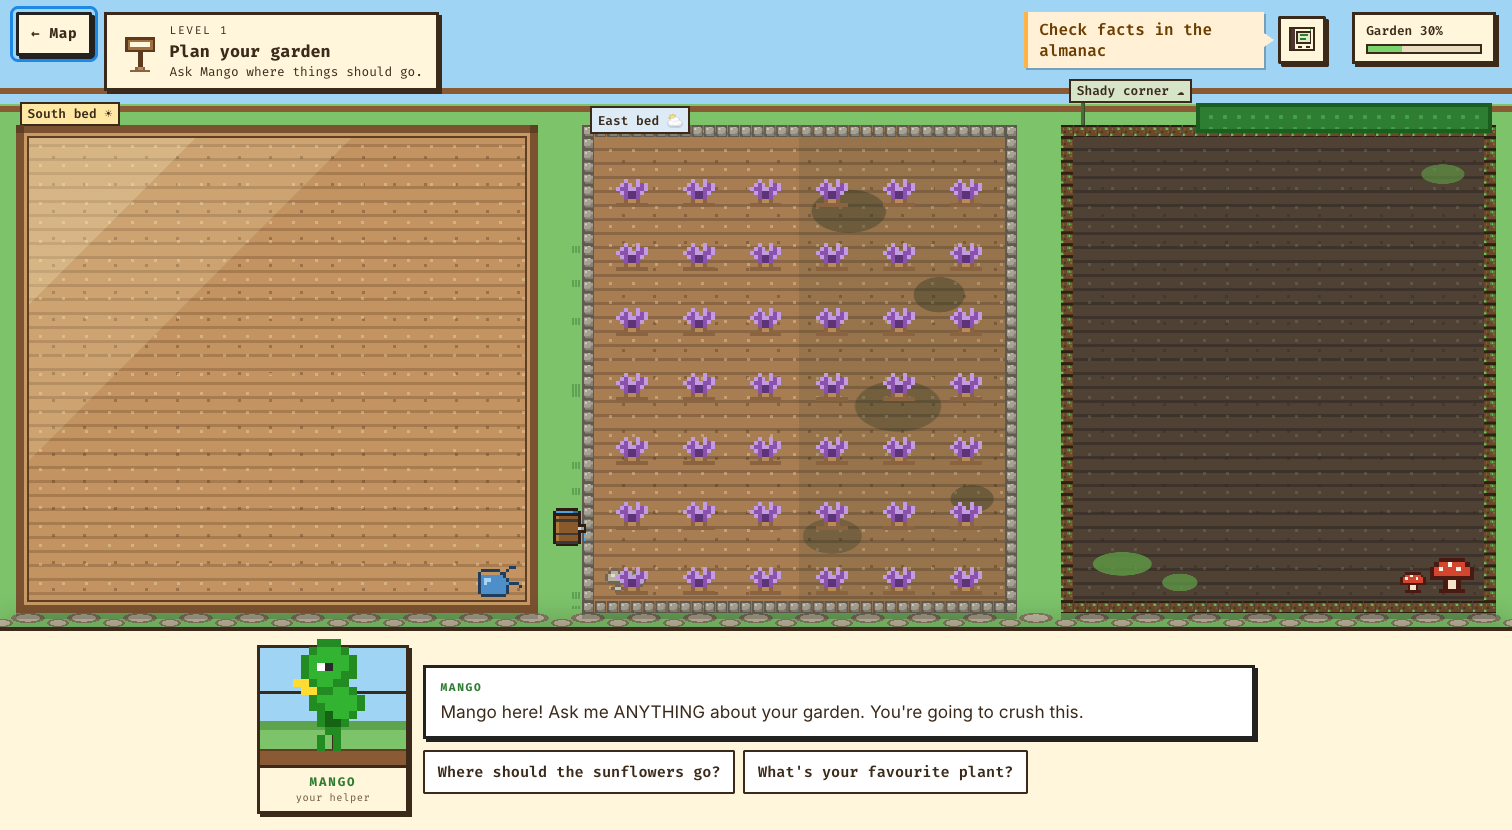 ← Map
LEVEL 1
Plan your garden
Ask Mango where things should go.
Check facts in the
almanac
Garden 30%
South bed ☀
East bed ⛅
Shady corner ☁
MANGO
your helper
MANGO
Mango here! Ask me ANYTHING about your garden. You're going to crush this.
Where should the sunflowers go?
What's your favourite plant?